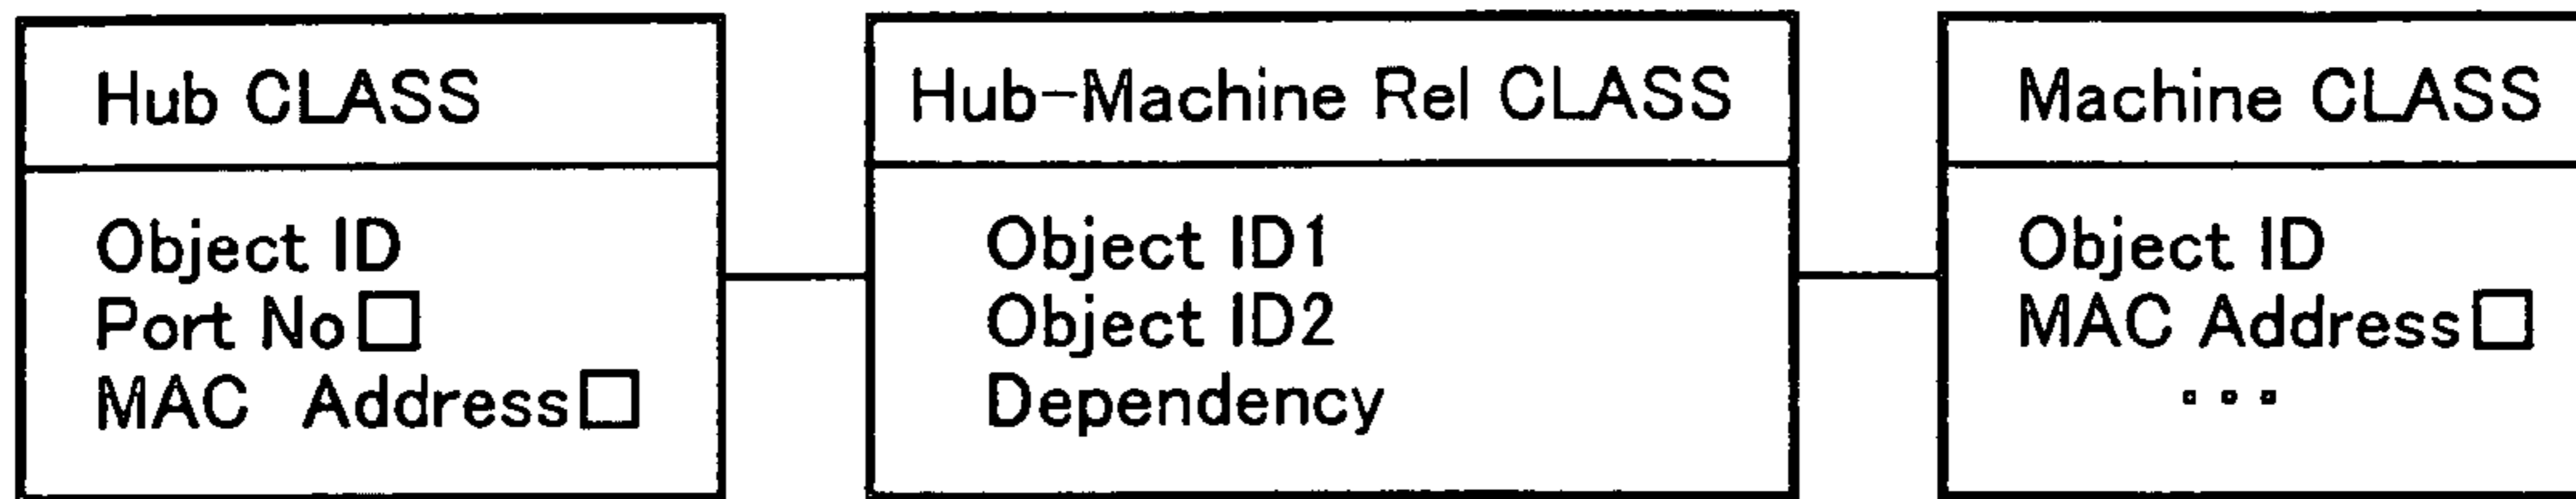 Hub CLASS
Object ID
Port No□
MAC Address□
Hub-Machine Rel CLASS
Object ID1
Object ID2
Dependency
Machine CLASS
Object ID
MAC Address□
...